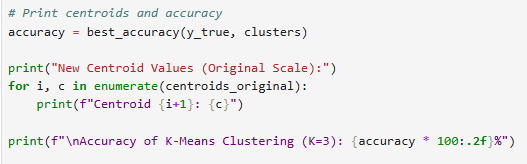 # Print centroids and accuracy
accuracy = best_accuracy(y_true, clusters)
print("New Centroid Values (Original Scale):")
for i, c in enumerate(centroids_original):
    print(f"Centroid {i+1}: {c}")
print(f"\nAccuracy of K-Means Clustering (K=3): {accuracy * 100:.2f}%")